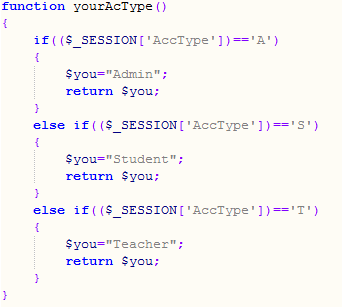 function yourAcType()
{
    if(($_SESSION['AccType'])=='A')
    {
        $you="Admin";
        return $you;
    }
    else if(($_SESSION['AccType'])=='S')
    {
        $you="Student";
        return $you;
    }
    else if(($_SESSION['AccType'])=='T')
    {
        $you="Teacher";
        return $you;
    }
}